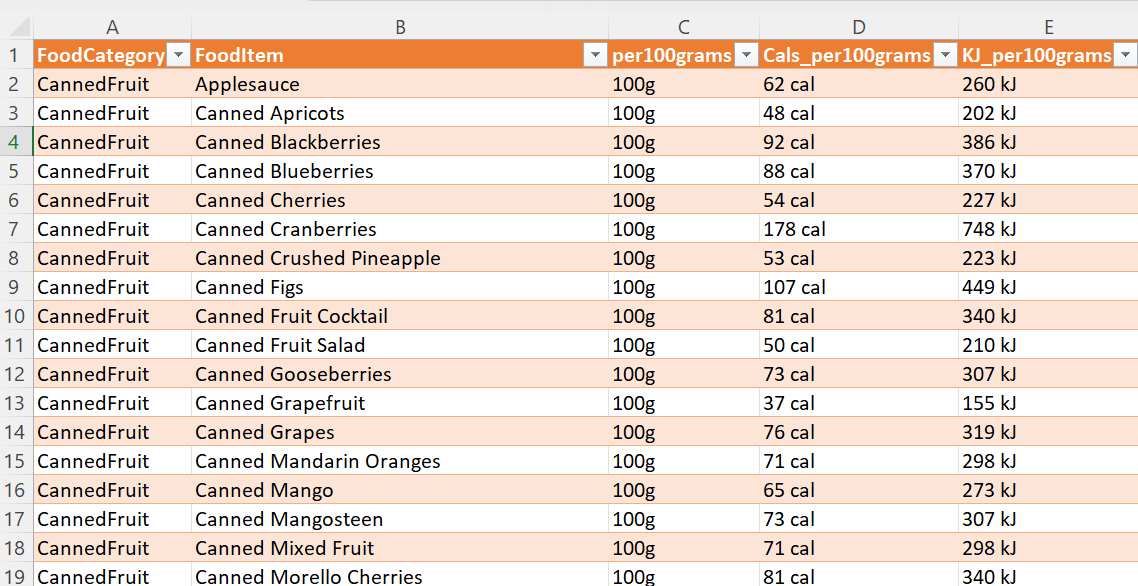 A B C D E
1 FoodCategory FoodItem per100grams Cals_per100grams KJ_per100grams
2 CannedFruit Applesauce 100g 62 cal 260 kJ
3 CannedFruit Canned Apricots 100g 48 cal 202 kJ
4 CannedFruit Canned Blackberries 100g 92 cal 386 kJ
5 CannedFruit Canned Blueberries 100g 88 cal 370 kJ
6 CannedFruit Canned Cherries 100g 54 cal 227 kJ
7 CannedFruit Canned Cranberries 100g 178 cal 748 kJ
8 CannedFruit Canned Crushed Pineapple 100g 53 cal 223 kJ
9 CannedFruit Canned Figs 100g 107 cal 449 kJ
10 CannedFruit Canned Fruit Cocktail 100g 81 cal 340 kJ
11 CannedFruit Canned Fruit Salad 100g 50 cal 210 kJ
12 CannedFruit Canned Gooseberries 100g 73 cal 307 kJ
13 CannedFruit Canned Grapefruit 100g 37 cal 155 kJ
14 CannedFruit Canned Grapes 100g 76 cal 319 kJ
15 CannedFruit Canned Mandarin Oranges 100g 71 cal 298 kJ
16 CannedFruit Canned Mango 100g 65 cal 273 kJ
17 CannedFruit Canned Mangosteen 100g 73 cal 307 kJ
18 CannedFruit Canned Mixed Fruit 100g 71 cal 298 kJ
19 CannedFruit Canned Morello Cherries 100g 81 cal 340 kJ